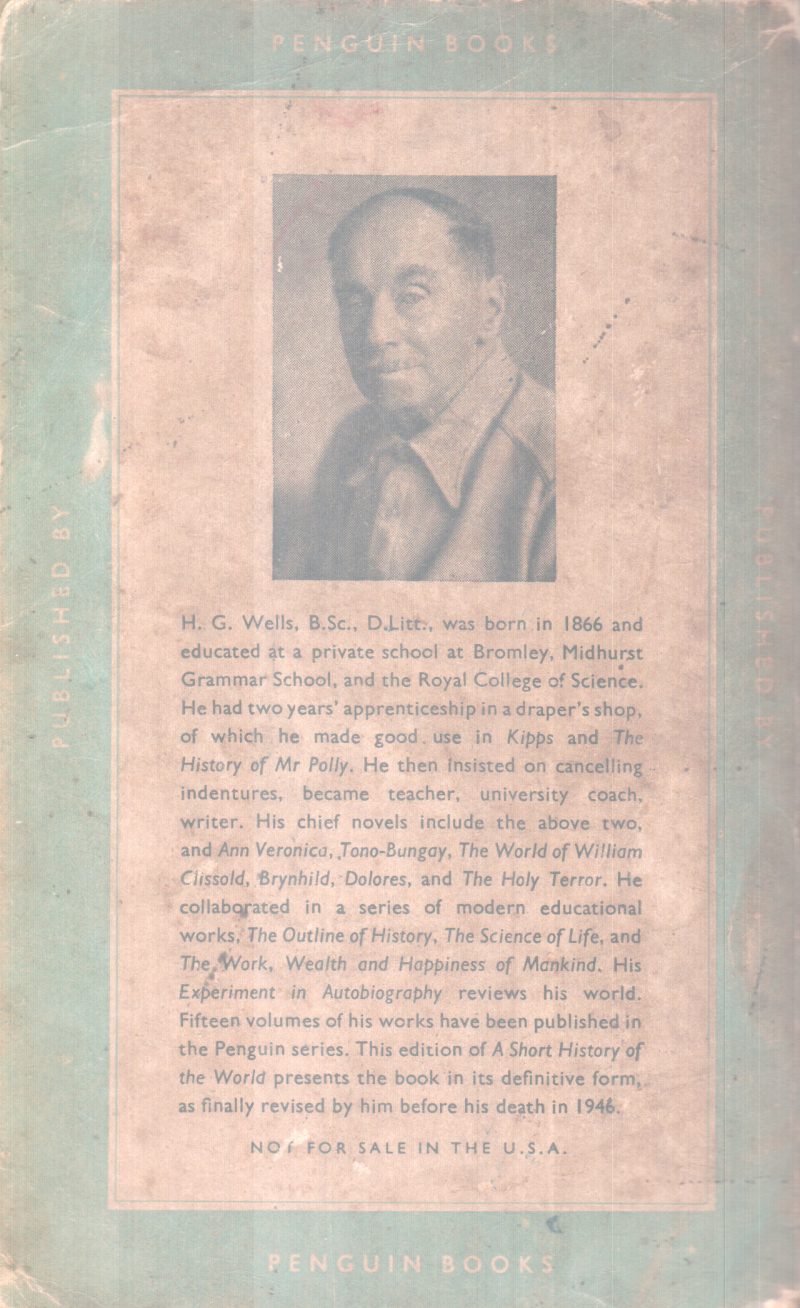 PENGUIN BOOKS
PUBLISHED BY
H. G. Wells, B.Sc., D.Litt., was born in 1866 and
educated at a private school at Bromley, Midhurst
Grammar School, and the Royal College of Science.
He had two years' apprenticeship in a draper's shop,
of which he made good use in Kipps and The
History of Mr Polly. He then insisted on cancelling
indentures, became teacher, university coach,
writer. His chief novels include the above two,
and Ann Veronica, Tono-Bungay, The World of William
Clissold, Brynhild, Dolores, and The Holy Terror. He
collaborated in a series of modern educational
works, The Outline of History, The Science of Life, and
The Work, Wealth and Happiness of Mankind. His
Experiment in Autobiography reviews his world.
Fifteen volumes of his works have been published in
the Penguin series. This edition of A Short History of
the World presents the book in its definitive form,
as finally revised by him before his death in 1946.
NOT FOR SALE IN THE U.S.A.
PUBLISHED BY
PENGUIN BOOKS